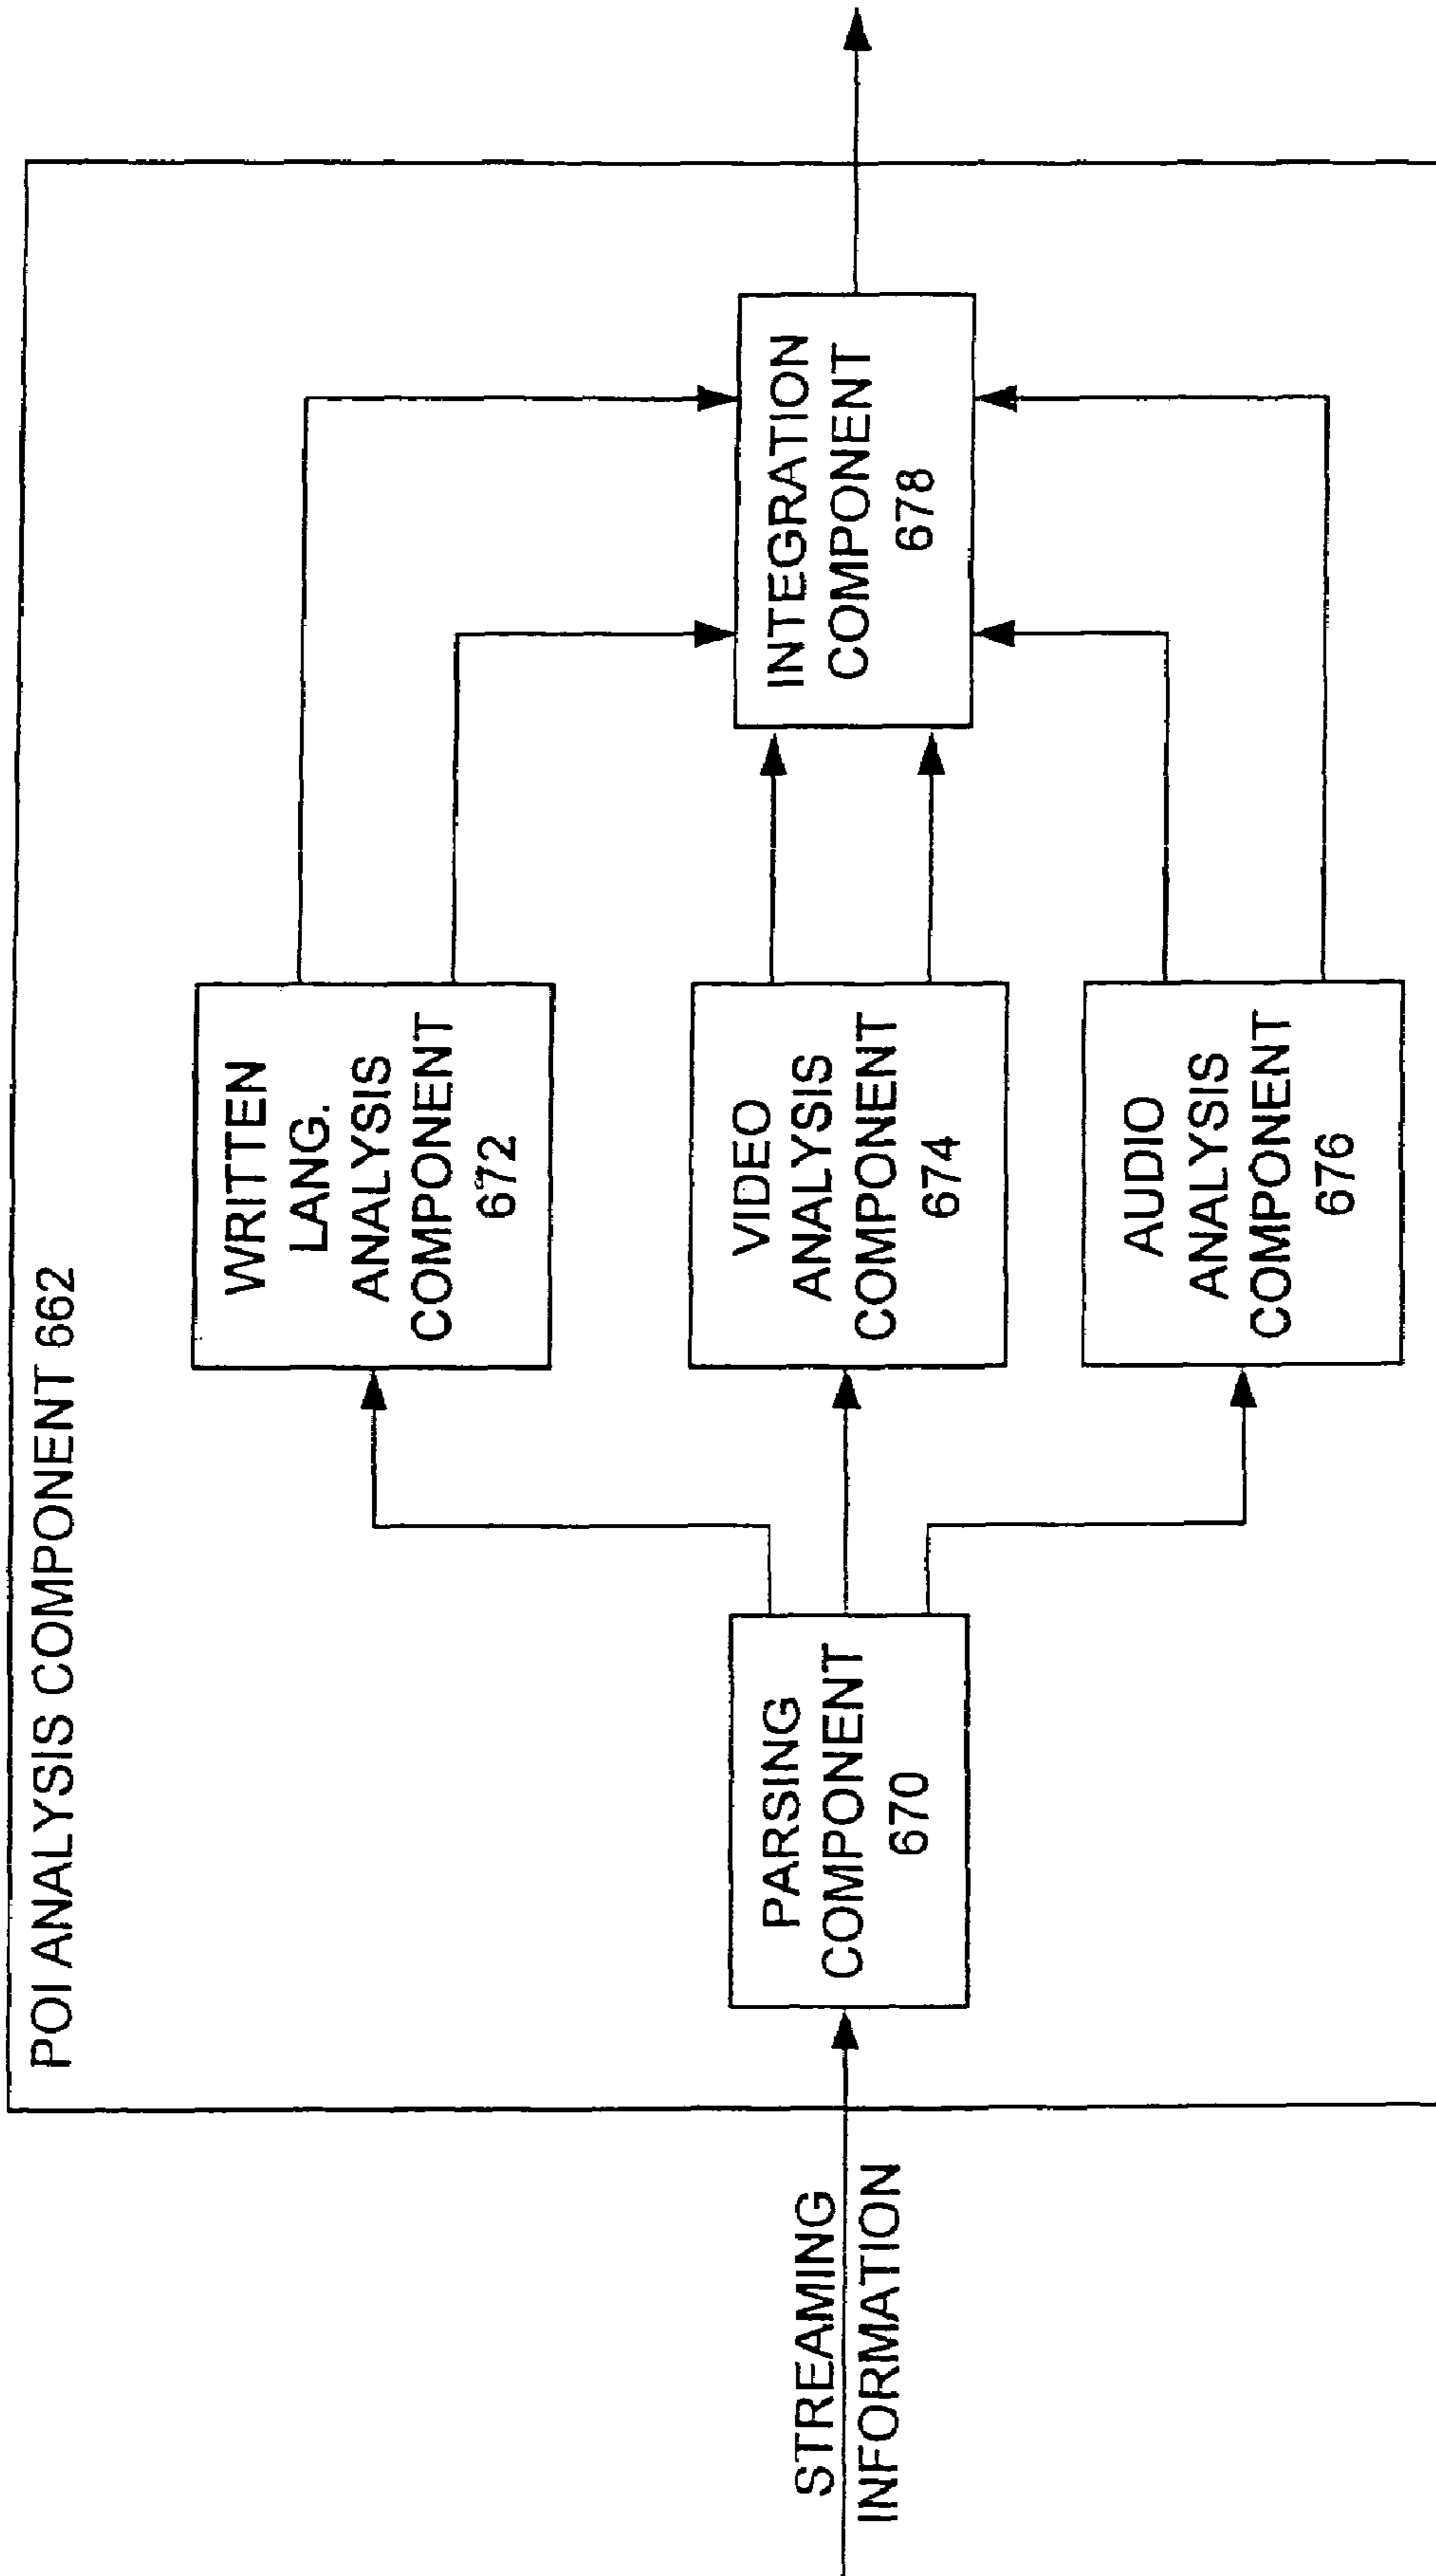 POI ANALYSIS COMPONENT 662
STREAMING
INFORMATION
PARSING
COMPONENT
670
WRITTEN
LANG.
ANALYSIS
COMPONENT
672
VIDEO
ANALYSIS
COMPONENT
674
AUDIO
ANALYSIS
COMPONENT
676
INTEGRATION
COMPONENT
678